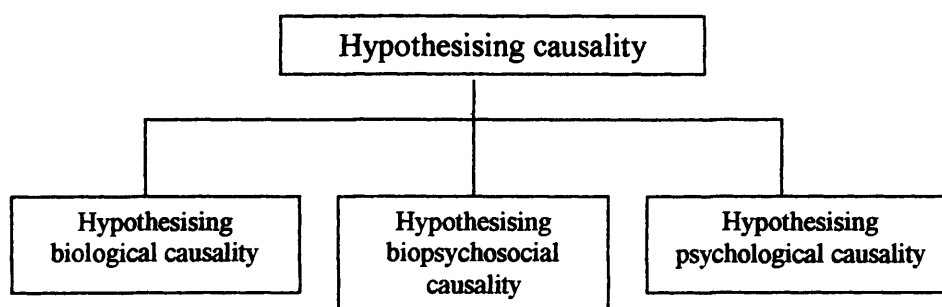 Hypothesising causality
Hypothesising
biological causality
Hypothesising
biopsychosocial
causality
Hypothesising
psychological causality